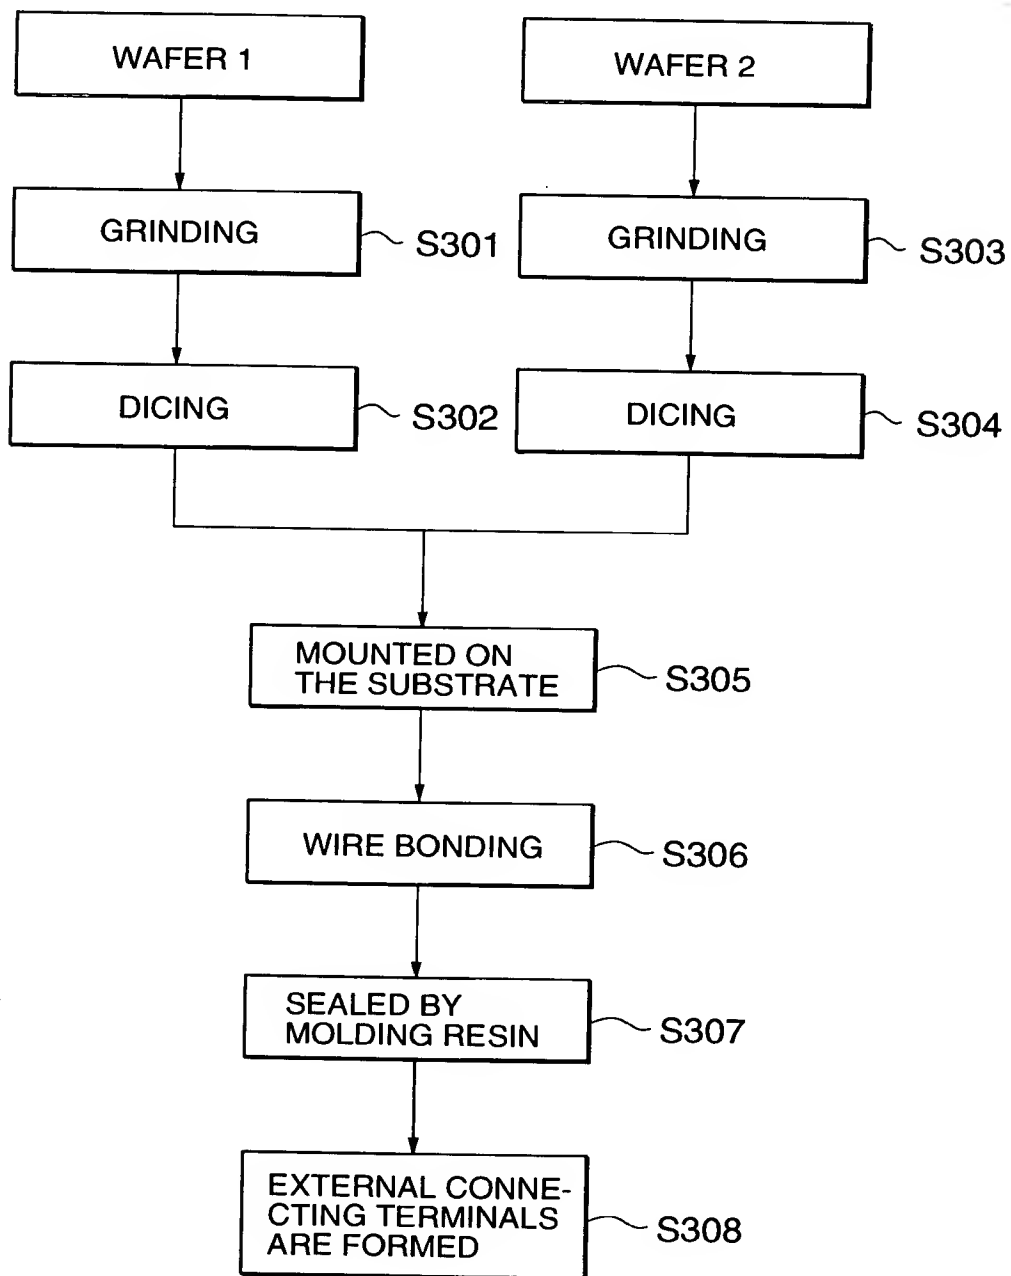 WAFER 1
WAFER 2
GRINDING
S301
GRINDING
S303
DICING
S302
DICING
S304
MOUNTED ON
THE SUBSTRATE
S305
WIRE BONDING
S306
SEALED BY
MOLDING RESIN
S307
EXTERNAL CONNE-
CTING TERMINALS
ARE FORMED
S308